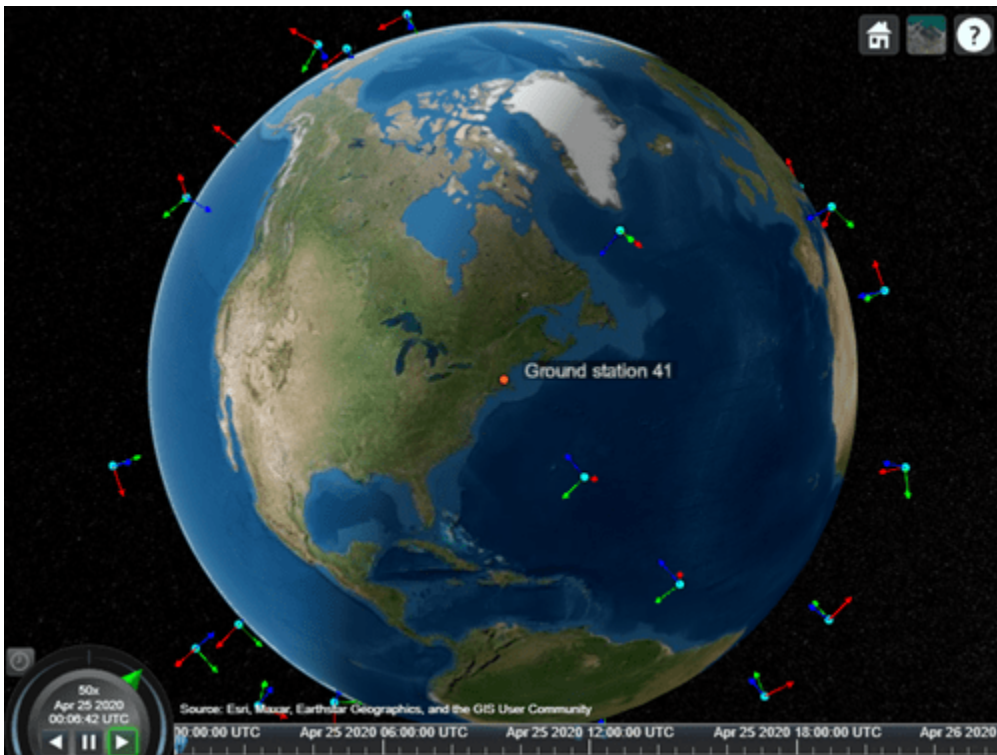 ?
Ground station 41
50x
Apr 25 2020
00:06:42 UTC
Source: Esri, Maxar, Earthstar Geographics, and the GIS User Community
00:00:00 UTC Apr 25 2020 06:00:00 UTC Apr 25 2020 12:00:00 UTC Apr 25 2020 18:00:00 UTC Apr 26 2020